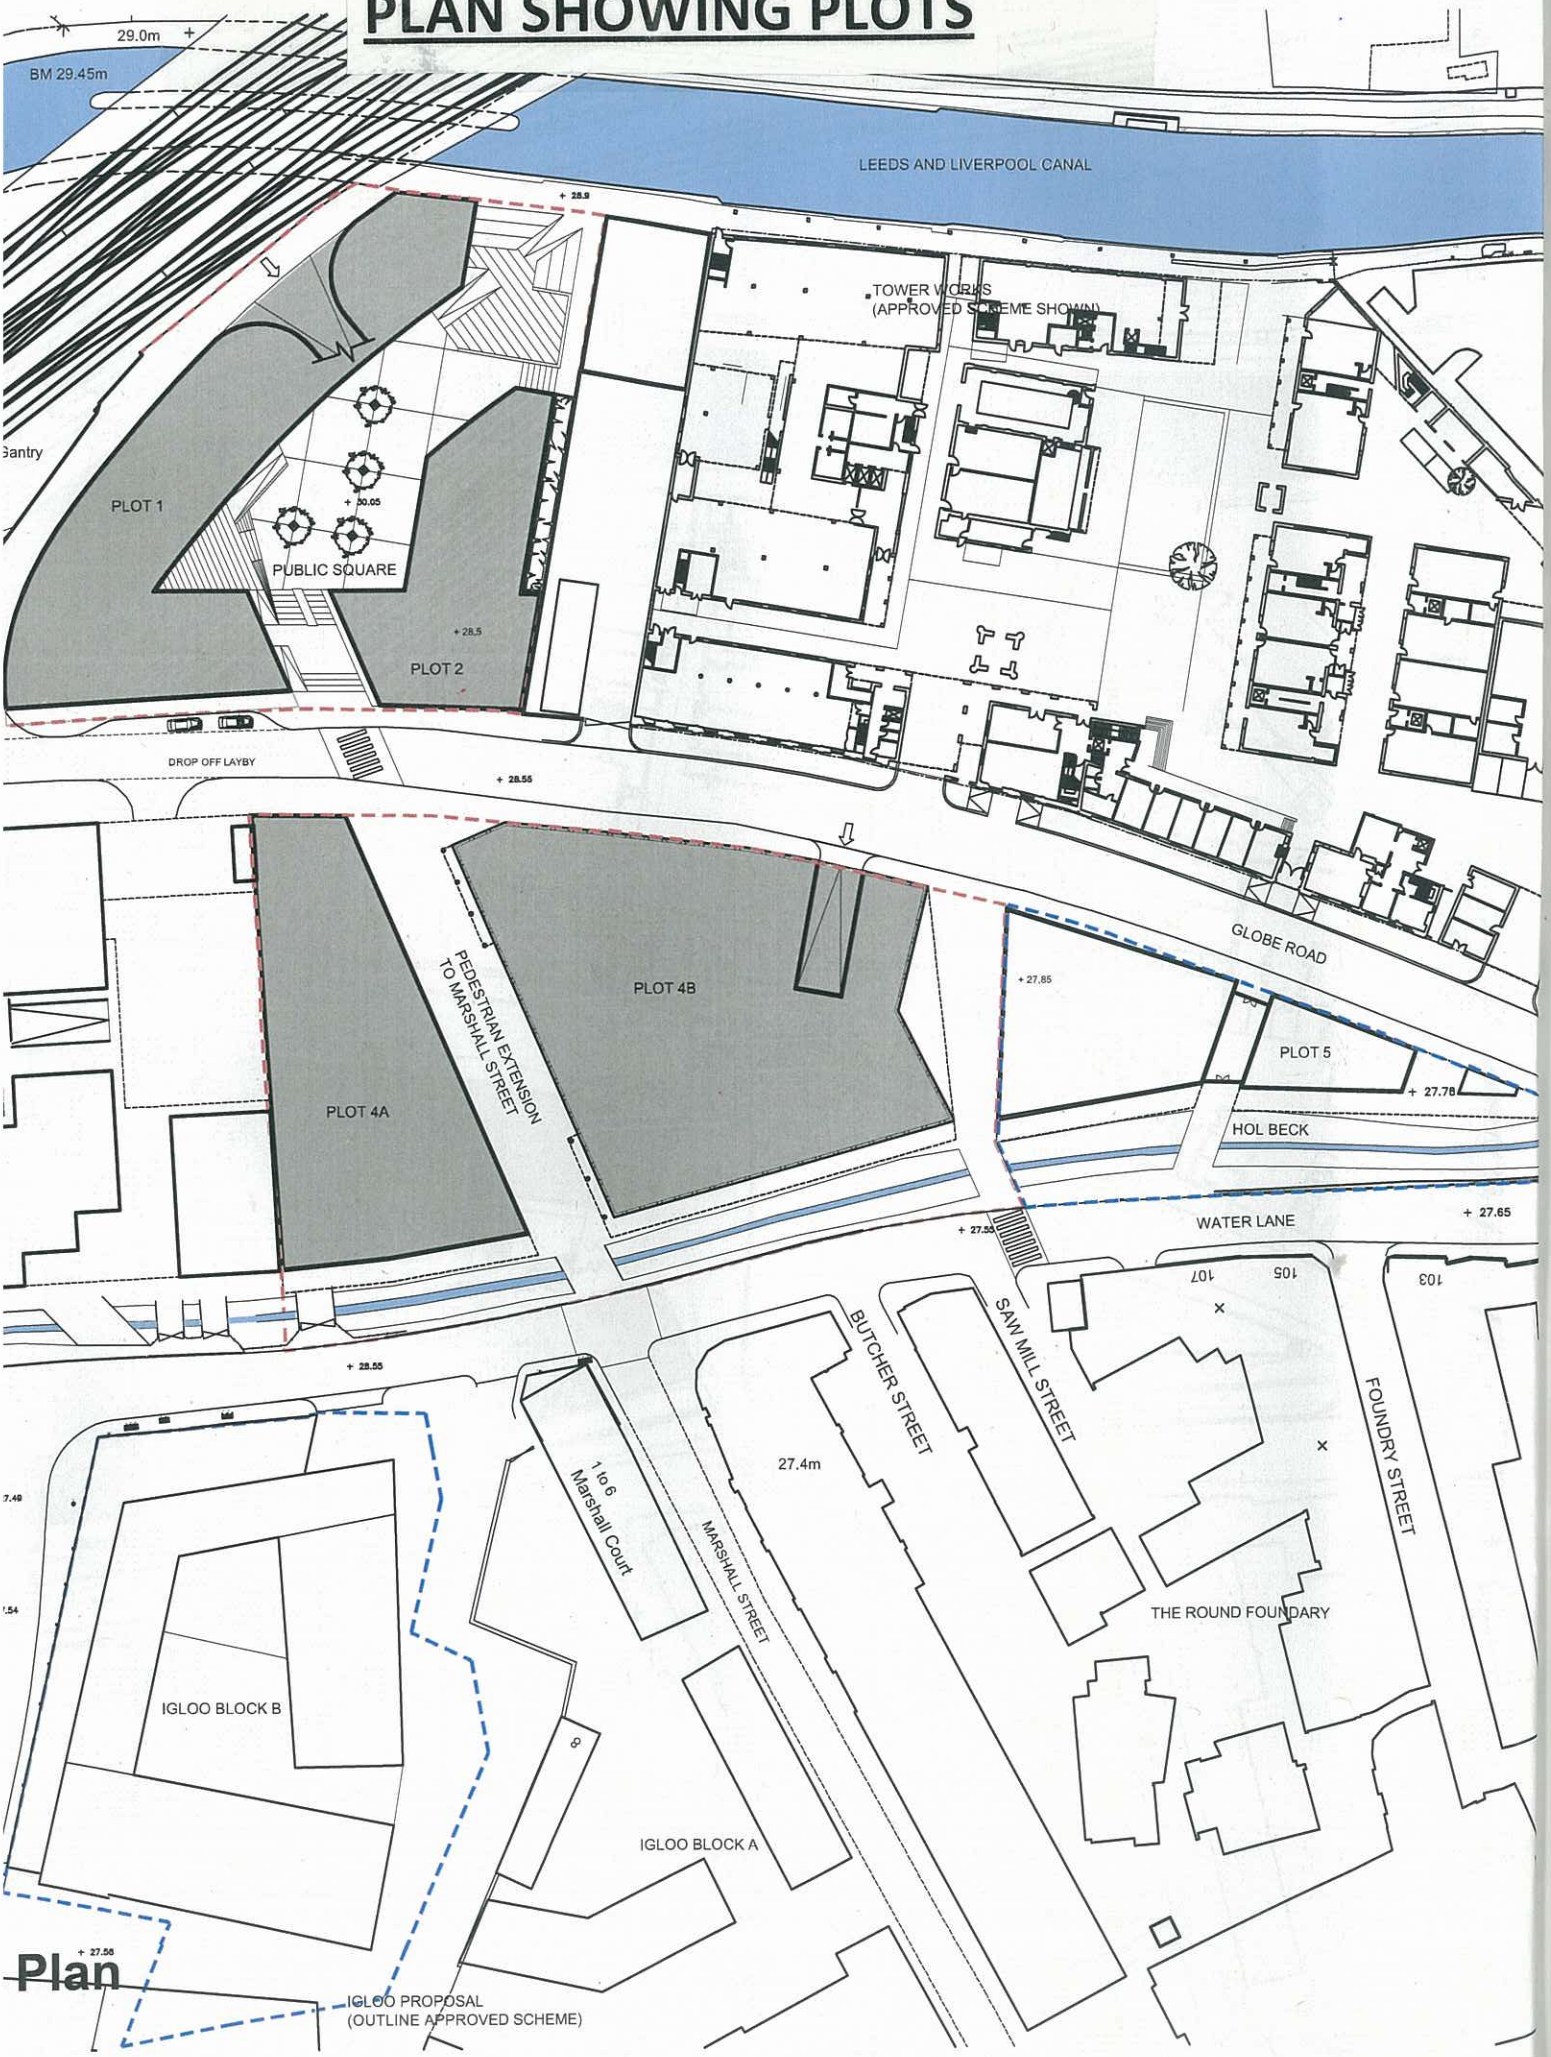 PLAN SHOWING PLOTS
29.0m
BM 29.45m
LEEDS AND LIVERPOOL CANAL
+ 28.9
TOWER WORKS
(APPROVED SCHEME SHOWN)
Gantry
PLOT 1
+ 30.05
PUBLIC SQUARE
+ 28.5
PLOT 2
DROP OFF LAYBY
+ 28.55
GLOBE ROAD
PEDESTRIAN EXTENSION
TO MARSHALL STREET
PLOT 4B
+ 27.85
PLOT 5
+ 27.78
PLOT 4A
HOL BECK
WATER LANE
+ 27.65
+ 27.55
107
105
103
+ 28.55
BUTCHER STREET
SAW MILL STREET
FOUNDRY STREET
27.4m
1 to 6
Marshall Court
MARSHALL STREET
7.49
7.54
THE ROUND FOUNDARY
IGLOO BLOCK B
8
IGLOO BLOCK A
+ 27.56
Plan
IGLOO PROPOSAL
(OUTLINE APPROVED SCHEME)